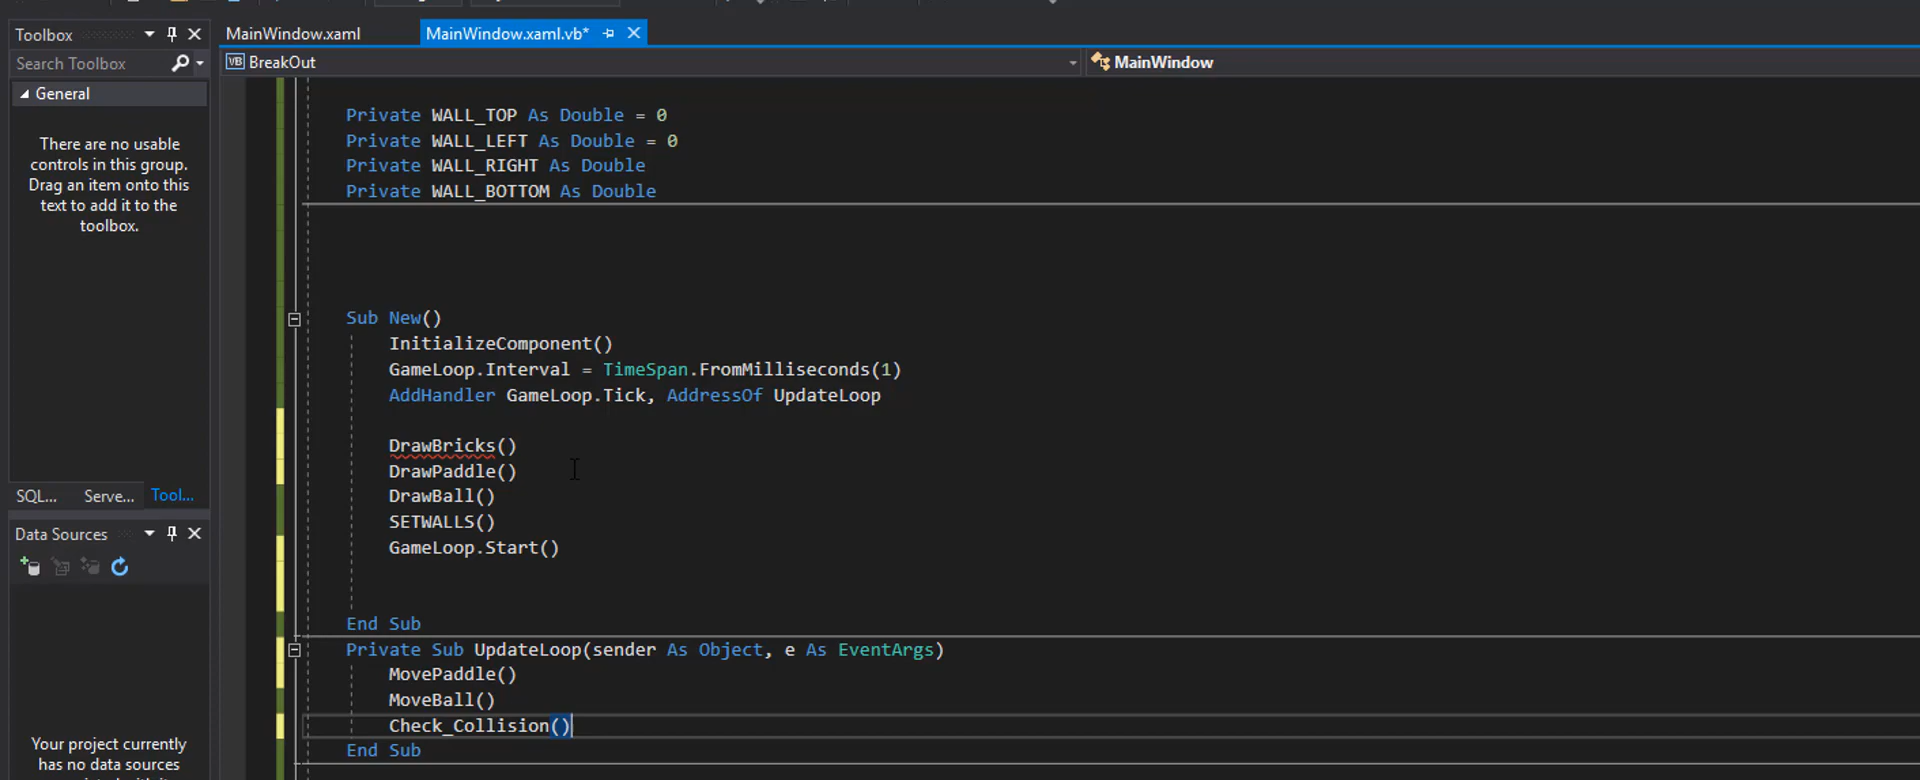 Toolbox
MainWindow.xaml
MainWindow.xaml.vb*
Search Toolbox
VB BreakOut
MainWindow
General
There are no usable
controls in this group.
Drag an item onto this
text to add it to the
toolbox.
SQL...
Serve...
Tool...
Data Sources
Your project currently
has no data sources
Private WALL_TOP As Double = 0
Private WALL_LEFT As Double = 0
Private WALL_RIGHT As Double
Private WALL_BOTTOM As Double
Sub New()
InitializeComponent()
GameLoop.Interval = TimeSpan.FromMilliseconds(1)
AddHandler GameLoop.Tick, AddressOf UpdateLoop
DrawBricks()
DrawPaddle()
DrawBall()
SETWALLS()
GameLoop.Start()
End Sub
Private Sub UpdateLoop(sender As Object, e As EventArgs)
MovePaddle()
MoveBall()
Check_Collision()
End Sub